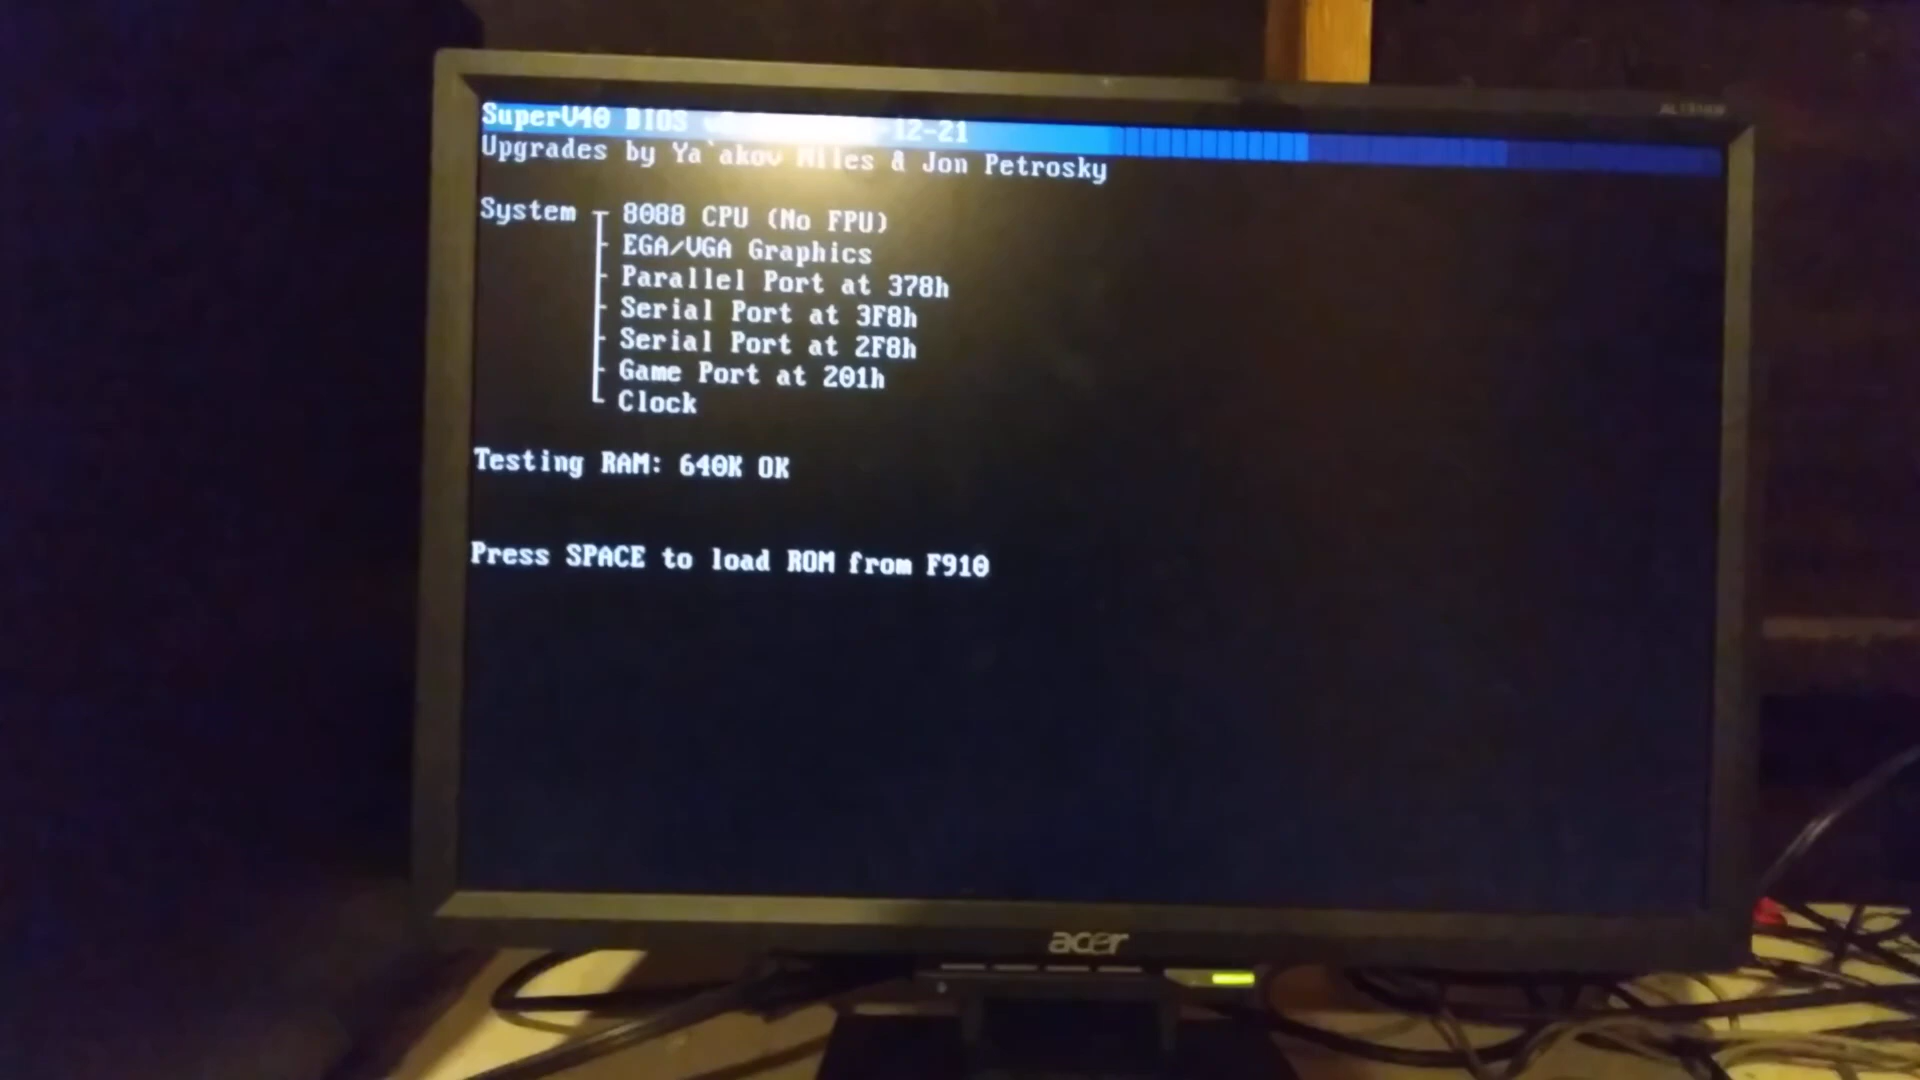 SuperV40 BIOS 12-21
Upgrades by Ya`akov Miles & Jon Petrosky
System 8088 CPU (No FPU)
EGA/VGA Graphics
Parallel Port at 378h
Serial Port at 3F8h
Serial Port at 2F8h
Game Port at 201h
Clock
Testing RAM: 640K OK
Press SPACE to load ROM from F910
acer